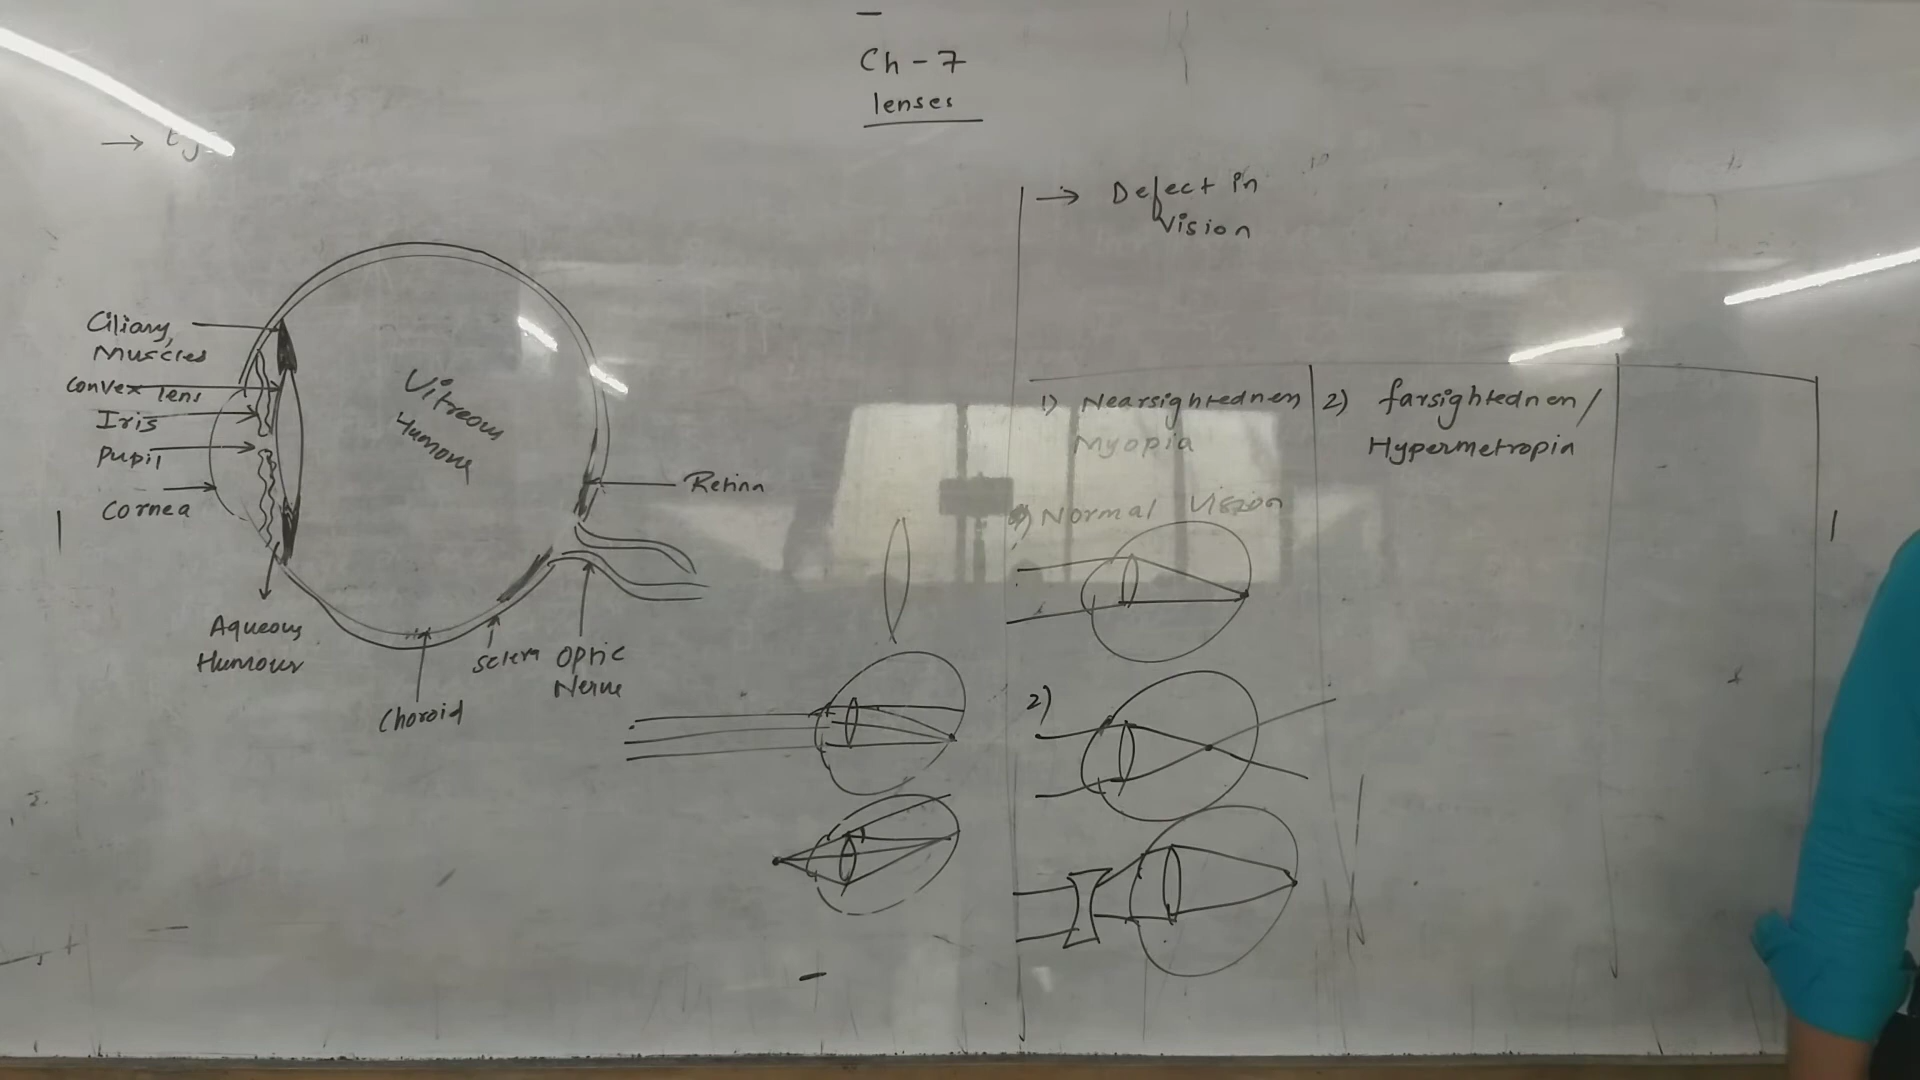 Ch - 7
lenses
→
→ Defect in
Vision
Ciliary
Muscles
Convex lens
Iris
Pupil
Cornea
Aqueous
Humour
Vitreous
Humour
Retina
Sclera
Optic
Nerve
Choroid
1) Nearsightedness
Myopia
2) farsightedness/
Hypermetropia
Normal Vision
2)